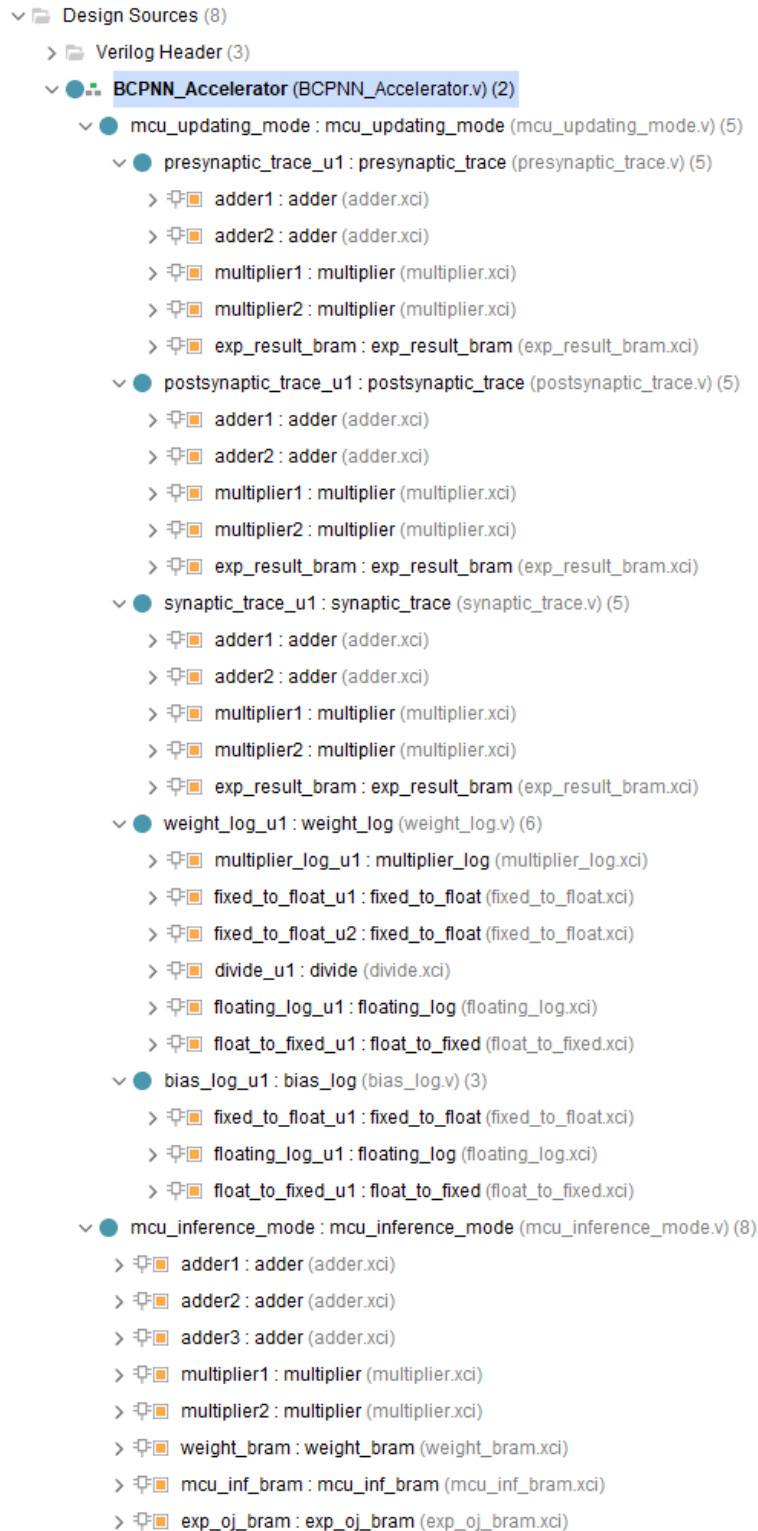 Design Sources (8)
Verilog Header (3)
BCPNN_Accelerator (BCPNN_Accelerator.v) (2)
mcu_updating_mode : mcu_updating_mode (mcu_updating_mode.v) (5)
presynaptic_trace_u1 : presynaptic_trace (presynaptic_trace.v) (5)
adder1 : adder (adder.xci)
adder2 : adder (adder.xci)
multiplier1 : multiplier (multiplier.xci)
multiplier2 : multiplier (multiplier.xci)
exp_result_bram : exp_result_bram (exp_result_bram.xci)
postsynaptic_trace_u1 : postsynaptic_trace (postsynaptic_trace.v) (5)
adder1 : adder (adder.xci)
adder2 : adder (adder.xci)
multiplier1 : multiplier (multiplier.xci)
multiplier2 : multiplier (multiplier.xci)
exp_result_bram : exp_result_bram (exp_result_bram.xci)
synaptic_trace_u1 : synaptic_trace (synaptic_trace.v) (5)
adder1 : adder (adder.xci)
adder2 : adder (adder.xci)
multiplier1 : multiplier (multiplier.xci)
multiplier2 : multiplier (multiplier.xci)
exp_result_bram : exp_result_bram (exp_result_bram.xci)
weight_log_u1 : weight_log (weight_log.v) (6)
multiplier_log_u1 : multiplier_log (multiplier_log.xci)
fixed_to_float_u1 : fixed_to_float (fixed_to_float.xci)
fixed_to_float_u2 : fixed_to_float (fixed_to_float.xci)
divide_u1 : divide (divide.xci)
floating_log_u1 : floating_log (floating_log.xci)
float_to_fixed_u1 : float_to_fixed (float_to_fixed.xci)
bias_log_u1 : bias_log (bias_log.v) (3)
fixed_to_float_u1 : fixed_to_float (fixed_to_float.xci)
floating_log_u1 : floating_log (floating_log.xci)
float_to_fixed_u1 : float_to_fixed (float_to_fixed.xci)
mcu_inference_mode : mcu_inference_mode (mcu_inference_mode.v) (8)
adder1 : adder (adder.xci)
adder2 : adder (adder.xci)
adder3 : adder (adder.xci)
multiplier1 : multiplier (multiplier.xci)
multiplier2 : multiplier (multiplier.xci)
weight_bram : weight_bram (weight_bram.xci)
mcu_inf_bram : mcu_inf_bram (mcu_inf_bram.xci)
exp_oj_bram : exp_oj_bram (exp_oj_bram.xci)